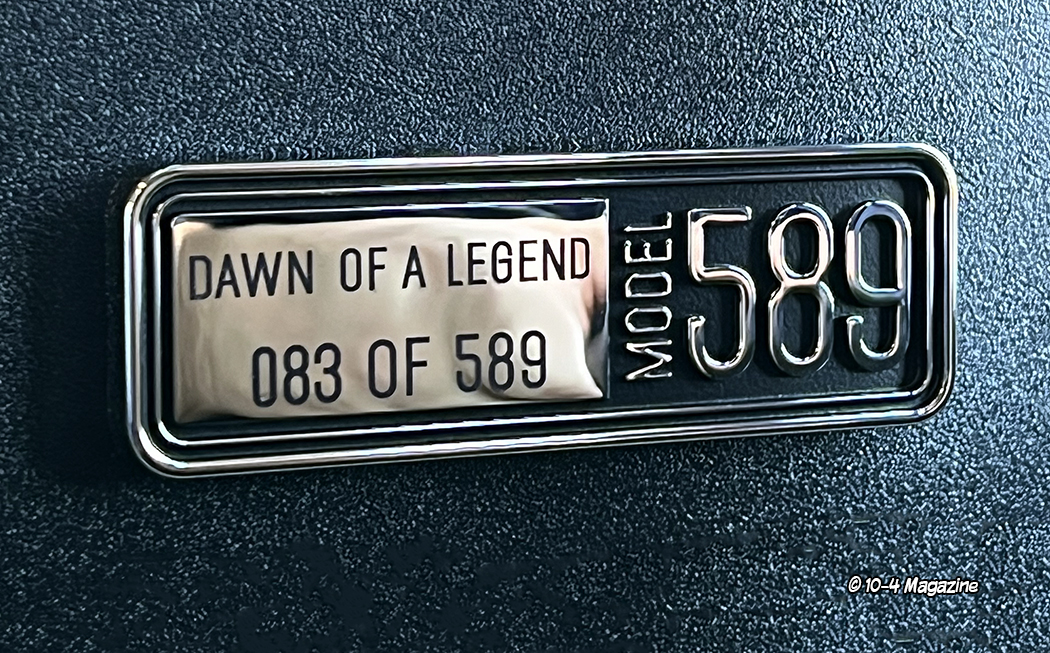 DAWN OF A LEGEND
083 OF 589
MODEL
589
© 10-4 Magazine